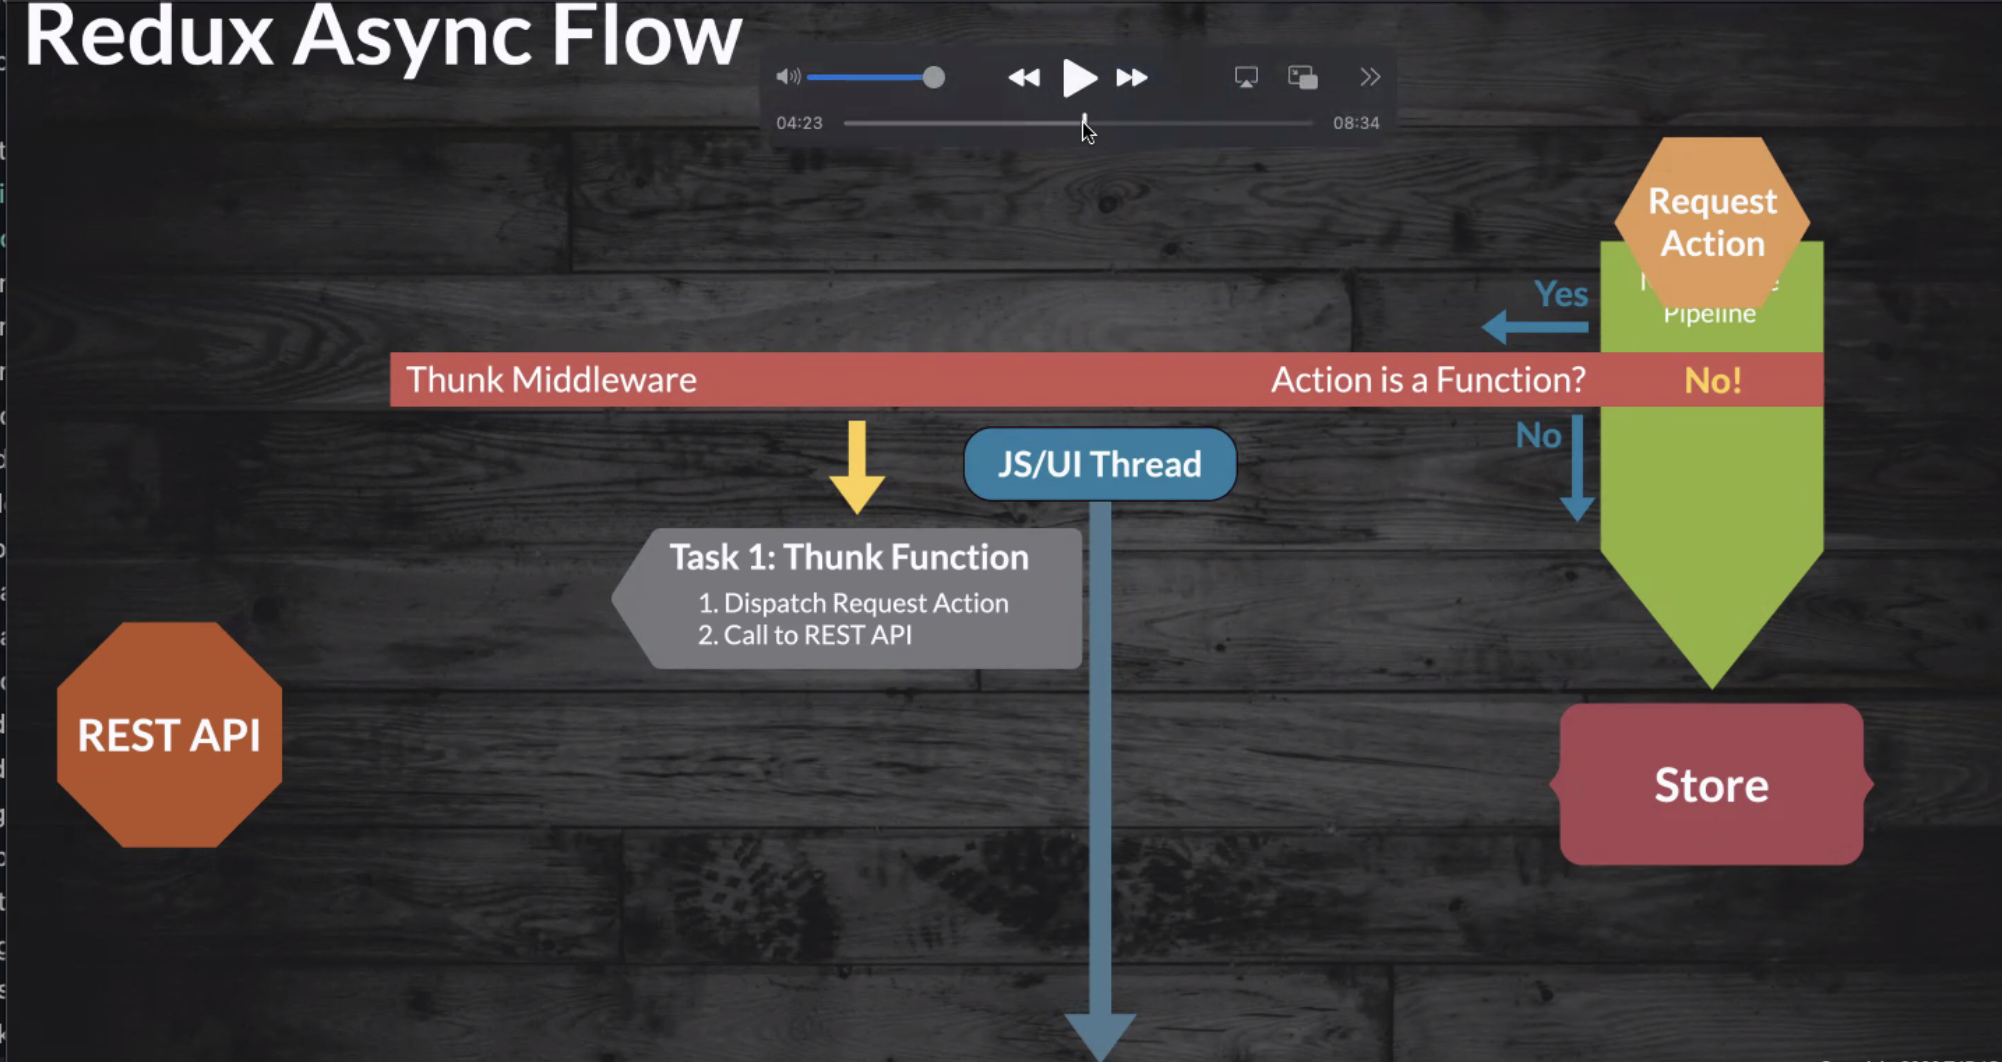 Redux Async Flow
04:23
08:34
Request
Action
Pipeline
Yes
Thunk Middleware
Action is a Function?
No!
No
JS/UI Thread
Task 1: Thunk Function
1. Dispatch Request Action
2. Call to REST API
REST API
Store